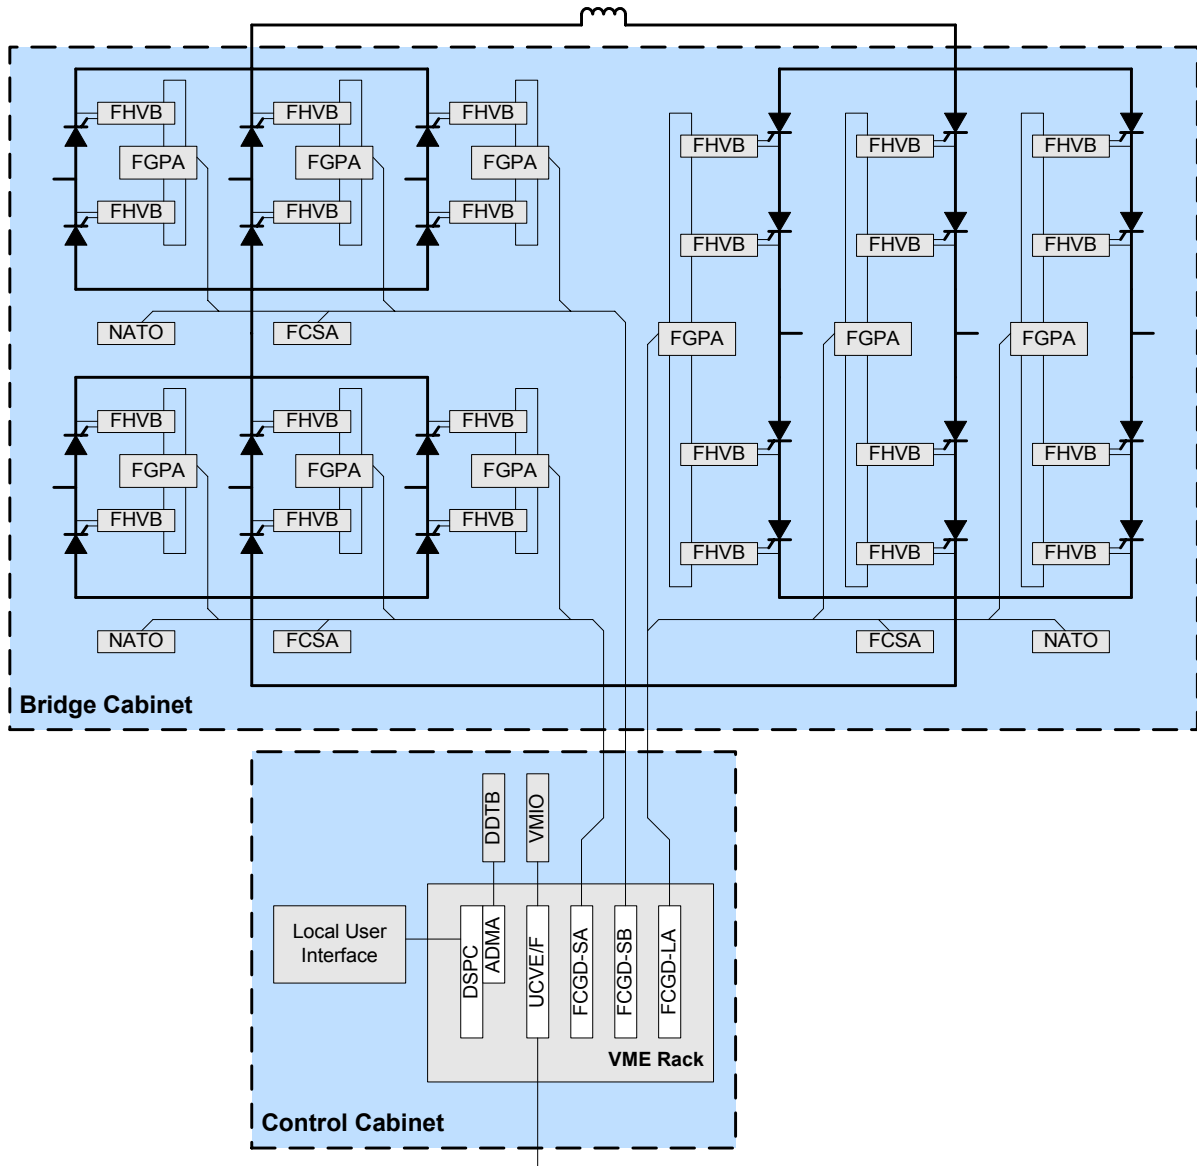 FHVB
FHVB
FHVB
FHVB
FHVB
FHVB
FGPA
FGPA
FGPA
FHVB
FHVB
FHVB
FHVB
FHVB
FHVB
NATO
FCSA
FGPA
FGPA
FGPA
FHVB
FHVB
FHVB
FHVB
FHVB
FHVB
FGPA
FGPA
FGPA
FHVB
FHVB
FHVB
FHVB
FHVB
FHVB
NATO
FCSA
FCSA
NATO
Bridge Cabinet
DDTB
VMIO
Local User
Interface
DSPC
ADMA
UCVE/F
FCGD-SA
FCGD-SB
FCGD-LA
VME Rack
Control Cabinet